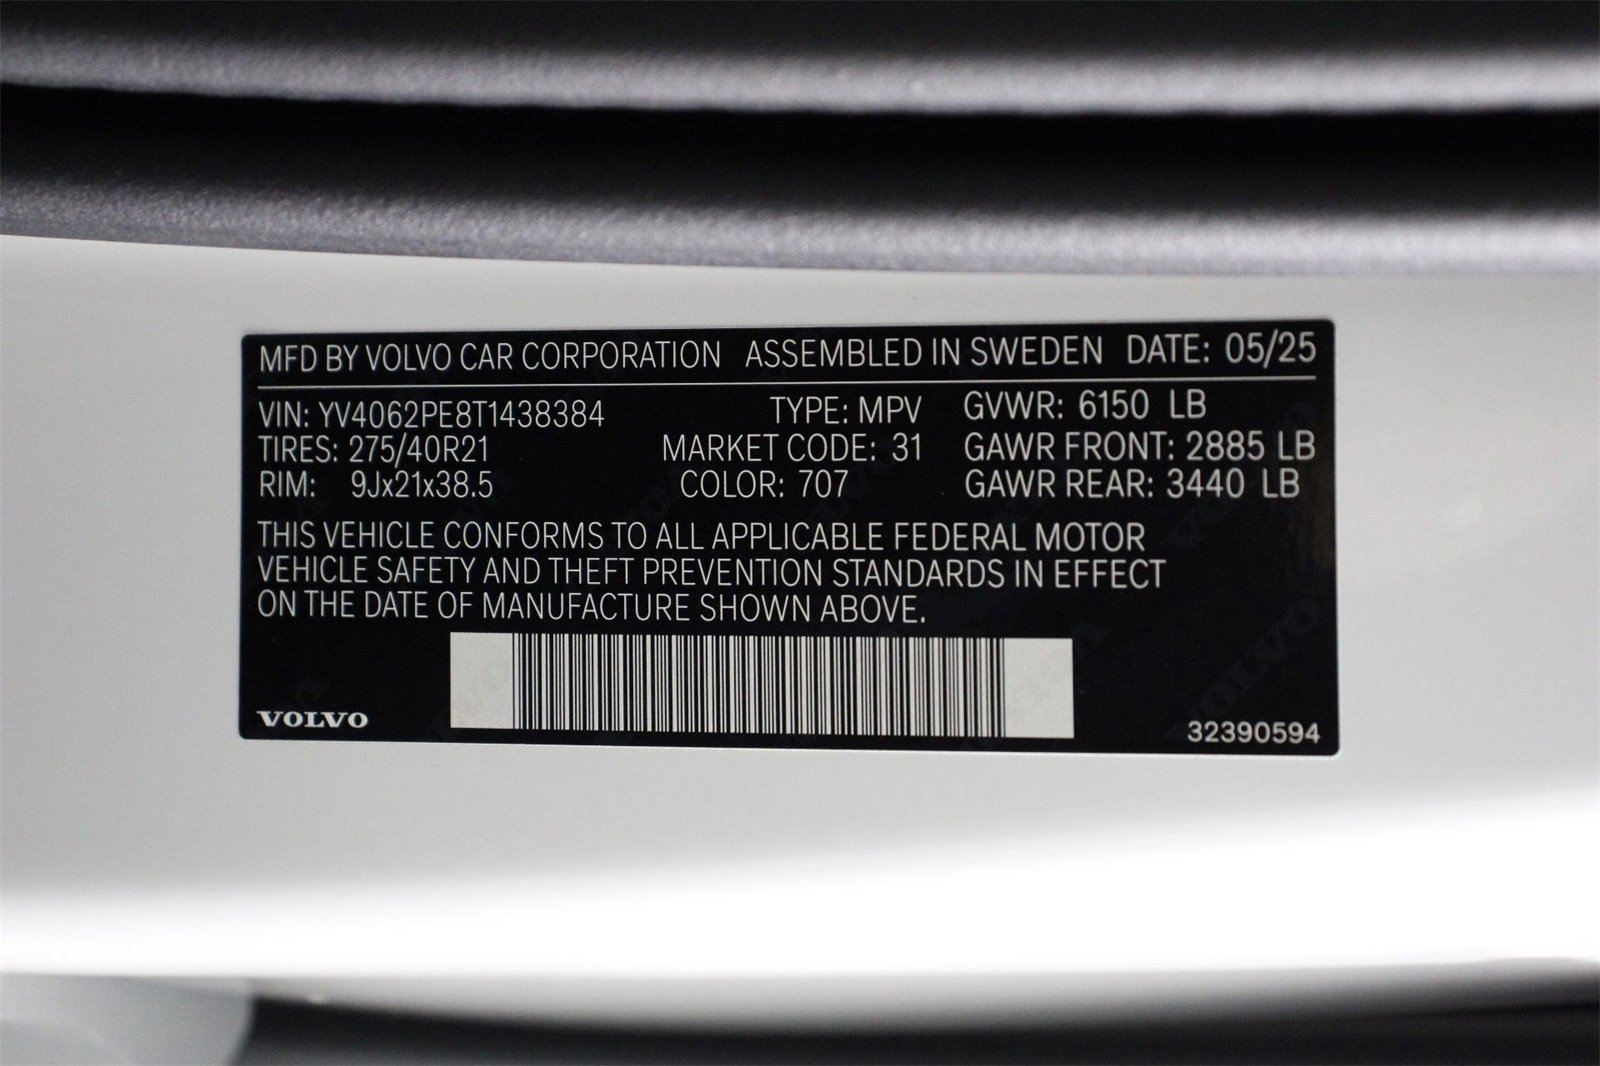 MFD BY VOLVO CAR CORPORATION ASSEMBLED IN SWEDEN DATE: 05/25
VIN: YV4062PE8T1438384 TYPE: MPV GVWR: 6150 LB
TIRES: 275/40R21 MARKET CODE: 31 GAWR FRONT: 2885 LB
RIM: 9Jx21x38.5 COLOR: 707 GAWR REAR: 3440 LB
THIS VEHICLE CONFORMS TO ALL APPLICABLE FEDERAL MOTOR
VEHICLE SAFETY AND THEFT PREVENTION STANDARDS IN EFFECT
ON THE DATE OF MANUFACTURE SHOWN ABOVE.
VOLVO 32390594